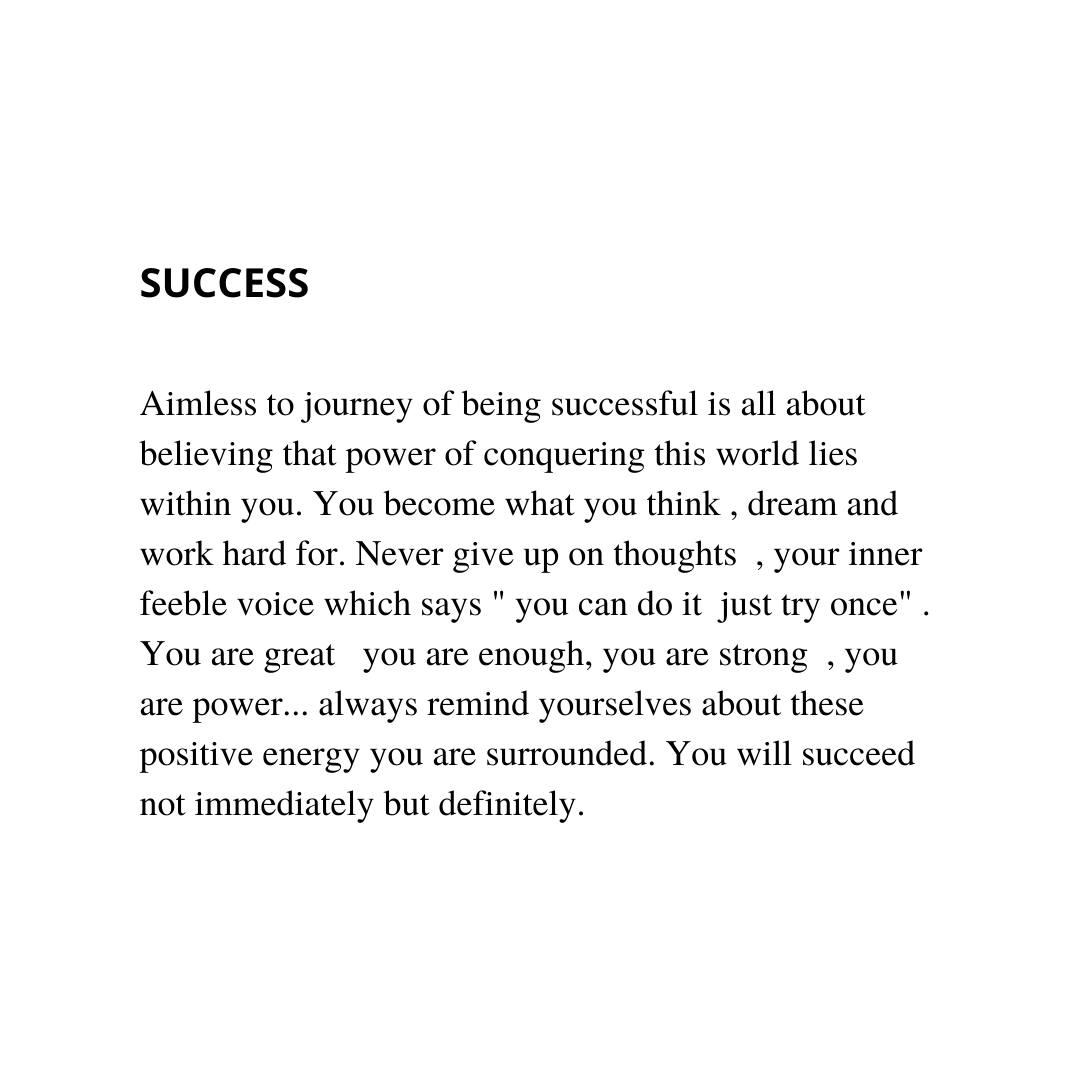 SUCCESS
Aimless to journey of being successful is all about
believing that power of conquering this world lies
within you. You become what you think , dream and
work hard for. Never give up on thoughts  , your inner
feeble voice which says " you can do it  just try once" .
You are great   you are enough, you are strong  , you
are power... always remind yourselves about these
positive energy you are surrounded. You will succeed
not immediately but definitely.